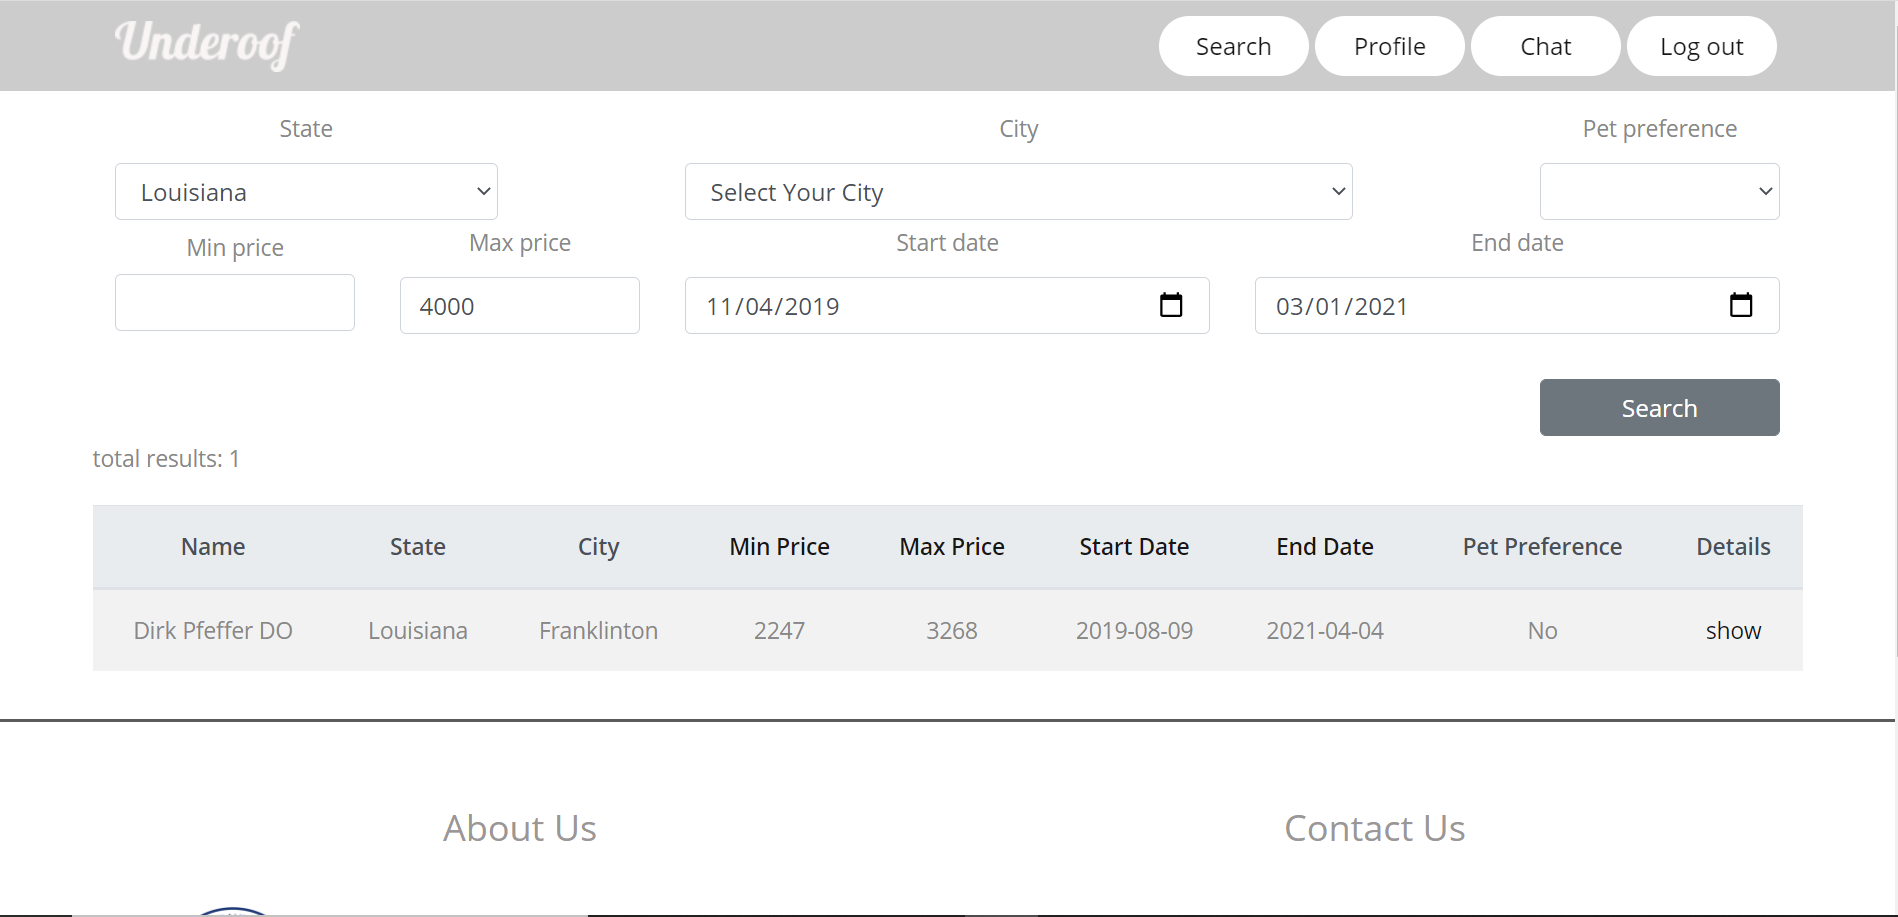 Underoof
Search Profile Chat Log out
State City Pet preference
Louisiana Select Your City
Min price Max price Start date End date
4000 11/04/2019 03/01/2021
Search
total results: 1
Name State City Min Price Max Price Start Date End Date Pet Preference Details
Dirk Pfeffer DO Louisiana Franklinton 2247 3268 2019-08-09 2021-04-04 No show
About Us Contact Us